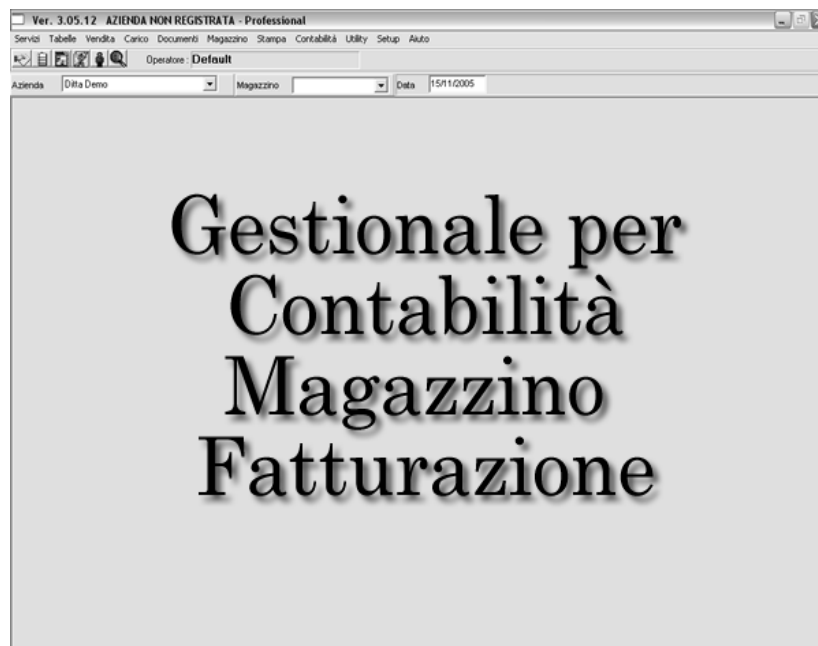 Ver. 3.05.12 AZIENDA NON REGISTRATA - Professional
Servizi Tabelle Vendita Carico Documenti Magazzino Stampa Contabilità Utility Setup Aiuto
Operatore : Default
Azienda Ditta Demo Magazzino Data 15/11/2005
Gestionale per
Contabilità
Magazzino
Fatturazione